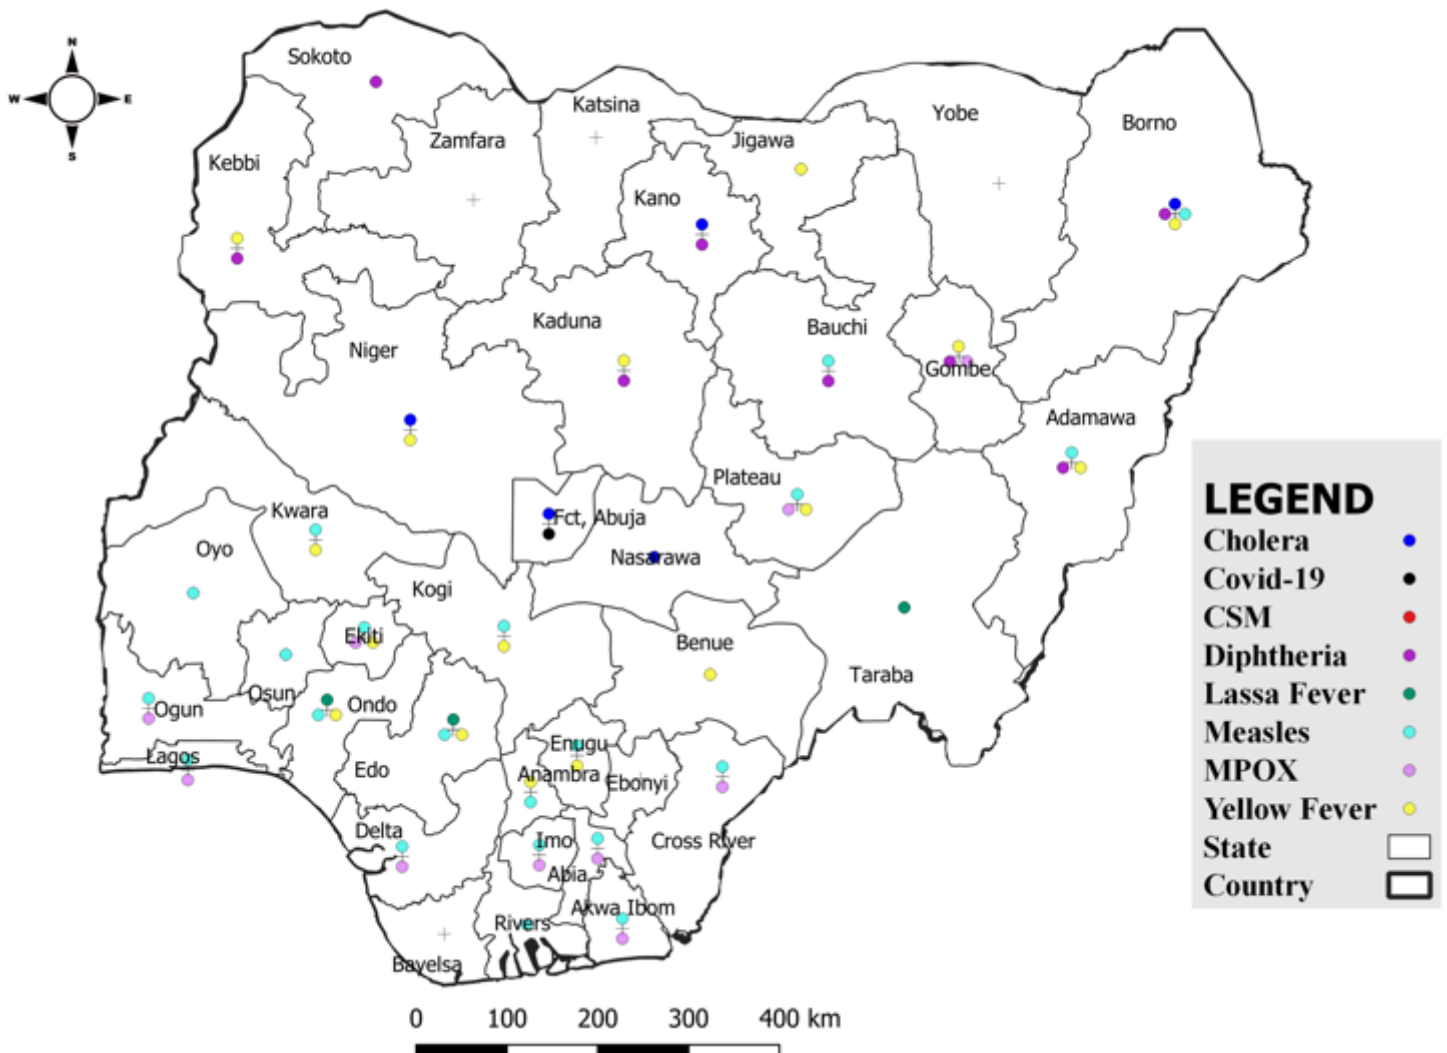 N
W E
S
Sokoto
Katsina
Yobe
Borno
Zamfara
Jigawa
Kebbi
Kano
Kaduna
Bauchi
Niger
Gombe
Adamawa
Plateau
Kwara
Fct, Abuja
Oyo
Nasarawa
Kogi
Ekiti
Benue
Taraba
Osun
Ondo
Ogun
Lagos
Enugu
Edo
Anambra
Ebonyi
Delta
Imo
Cross River
Abia
Akwa Ibom
Rivers
Bayelsa
LEGEND
Cholera
Covid-19
CSM
Diphtheria
Lassa Fever
Measles
MPOX
Yellow Fever
State
Country
0 100 200 300 400 km